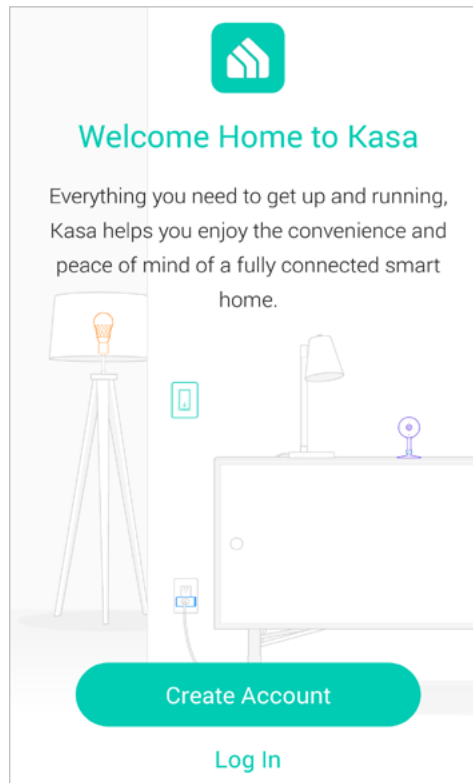 Welcome Home to Kasa
Everything you need to get up and running,
Kasa helps you enjoy the convenience and
peace of mind of a fully connected smart
home.
Create Account
Log In